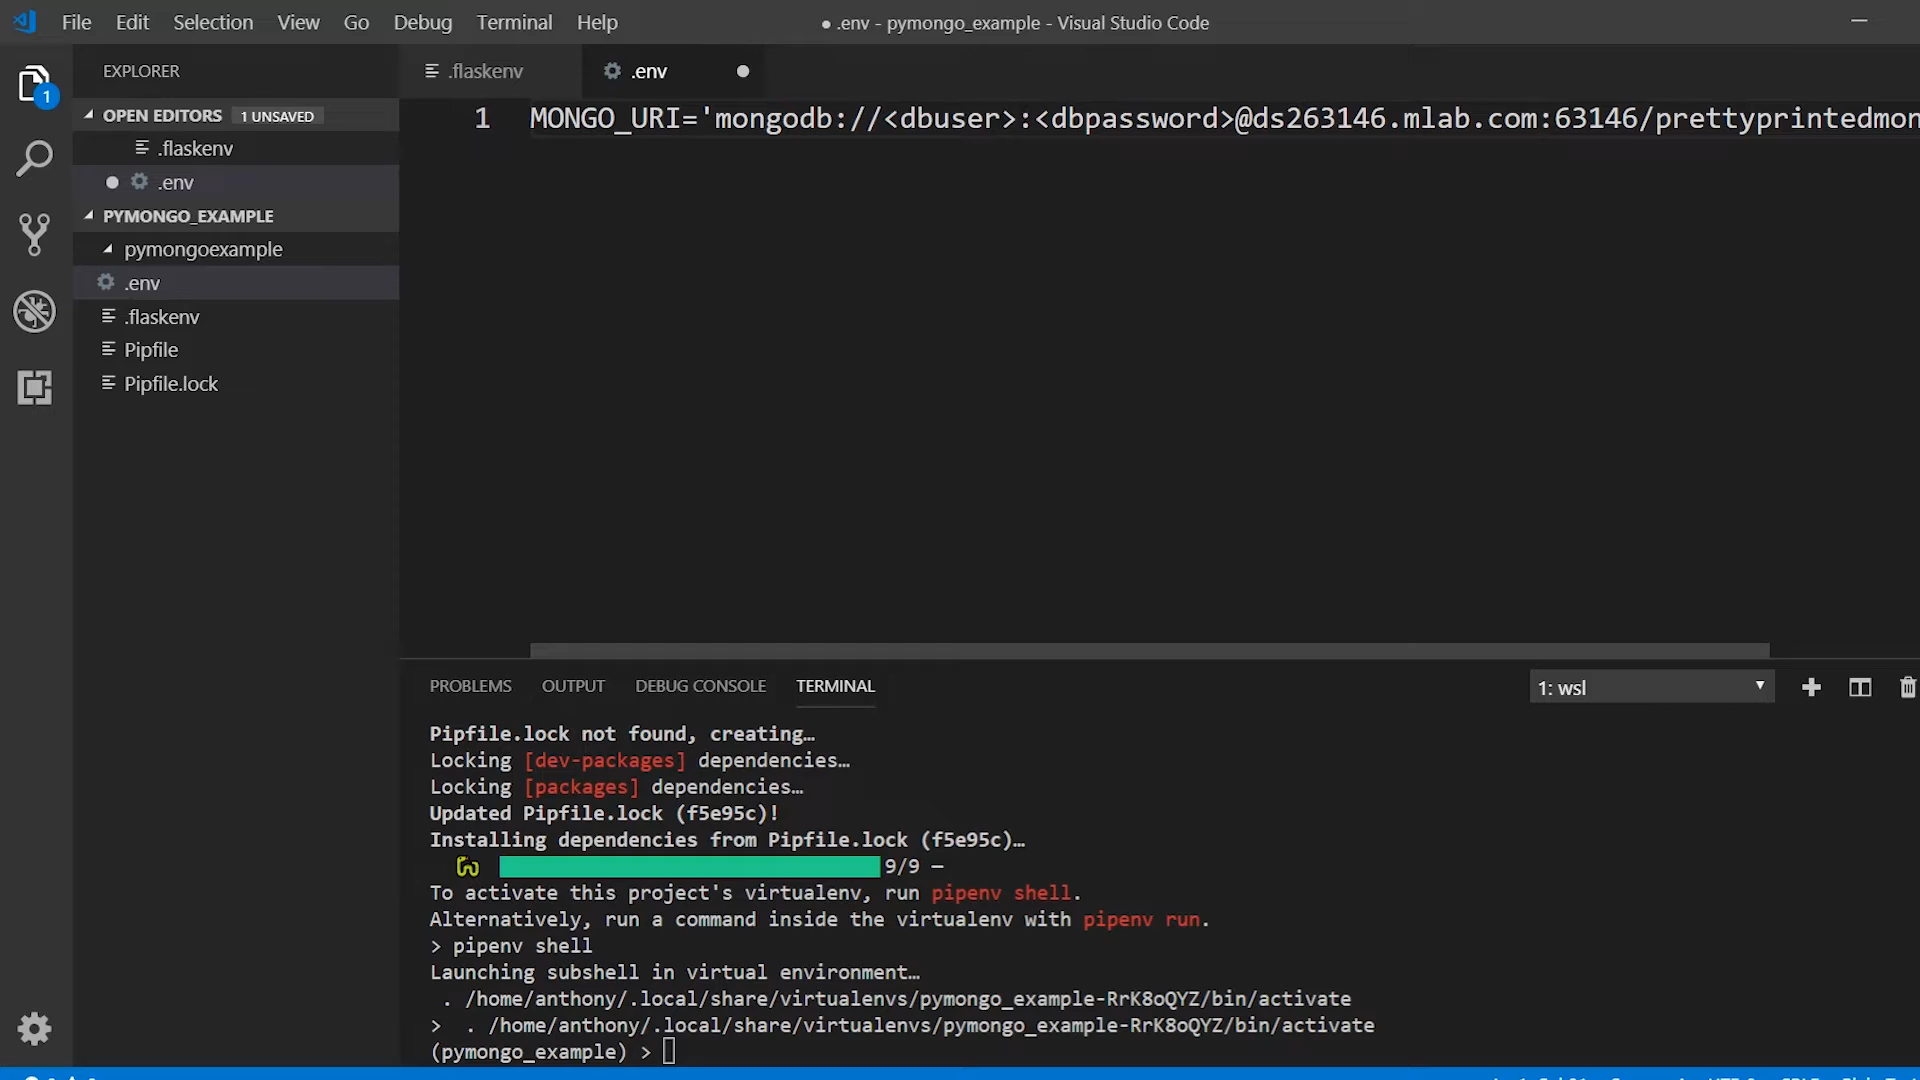 File Edit Selection View Go Debug Terminal Help
● .env - pymongo_example - Visual Studio Code
EXPLORER
1
OPEN EDITORS 1 UNSAVED
.flaskenv
.env
PYMONGO_EXAMPLE
pymongoexample
.env
.flaskenv
Pipfile
Pipfile.lock
.flaskenv
.env
1 MONGO_URI='mongodb://<dbuser>:<dbpassword>@ds263146.mlab.com:63146/prettyprintedmon
PROBLEMS OUTPUT DEBUG CONSOLE TERMINAL
1: wsl
Pipfile.lock not found, creating…
Locking [dev-packages] dependencies…
Locking [packages] dependencies…
Updated Pipfile.lock (f5e95c)!
Installing dependencies from Pipfile.lock (f5e95c)…
9/9 —
To activate this project's virtualenv, run pipenv shell.
Alternatively, run a command inside the virtualenv with pipenv run.
> pipenv shell
Launching subshell in virtual environment…
. /home/anthony/.local/share/virtualenvs/pymongo_example-RrK8oQYZ/bin/activate
> . /home/anthony/.local/share/virtualenvs/pymongo_example-RrK8oQYZ/bin/activate
(pymongo_example) >